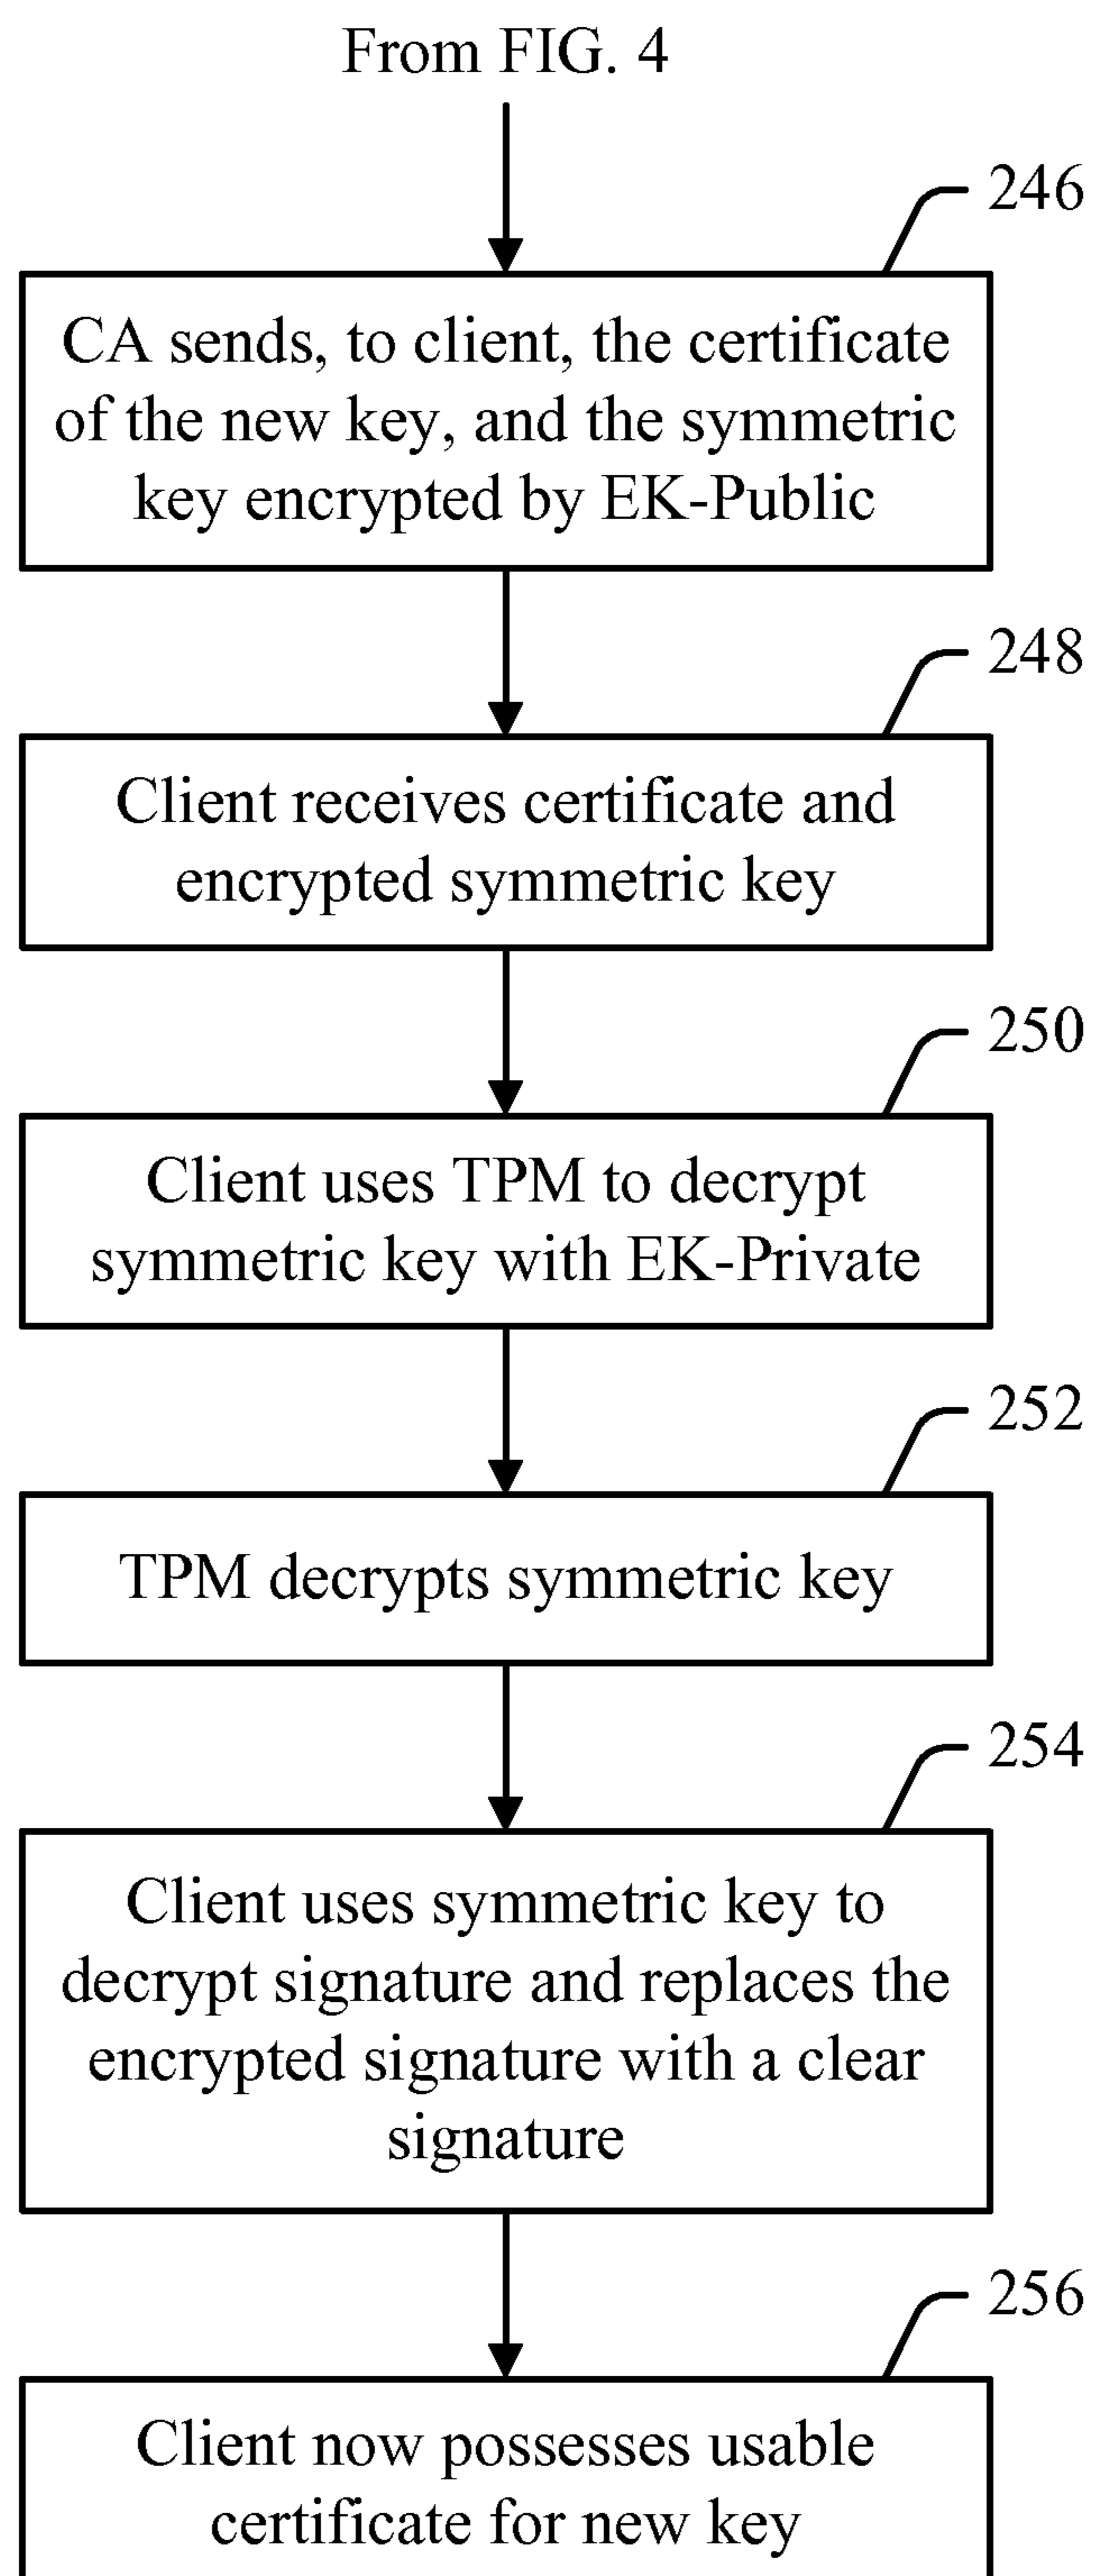 From FIG. 4
246
CA sends, to client, the certificate
of the new key, and the symmetric
key encrypted by EK-Public
248
Client receives certificate and
encrypted symmetric key
250
Client uses TPM to decrypt
symmetric key with EK-Private
252
TPM decrypts symmetric key
254
Client uses symmetric key to
decrypt signature and replaces the
encrypted signature with a clear
signature
256
Client now possesses usable
certificate for new key